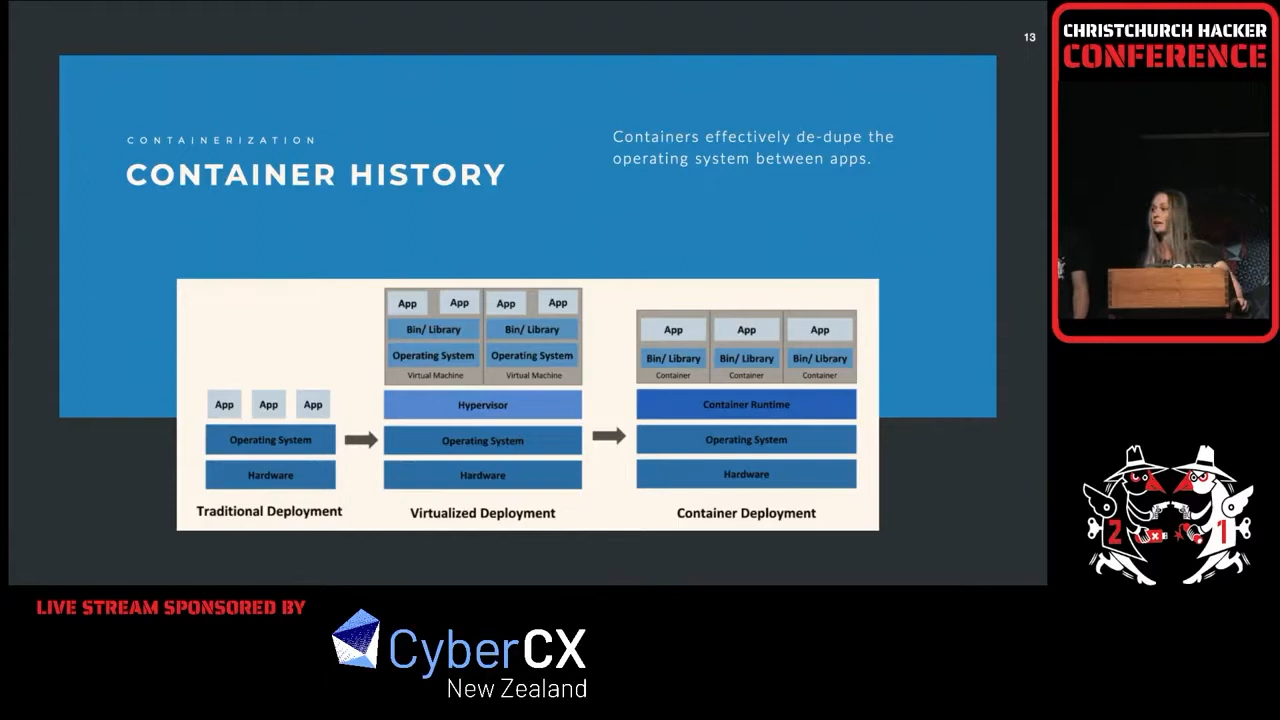 13
CONTAINERIZATION
CONTAINER HISTORY
Containers effectively de-dupe the
operating system between apps.
App App App
Operating System
Hardware
Traditional Deployment
App App App App
Bin/ Library Bin/ Library
Operating System Operating System
Virtual Machine Virtual Machine
Hypervisor
Operating System
Hardware
Virtualized Deployment
App App App
Bin/ Library Bin/ Library Bin/ Library
Container Container Container
Container Runtime
Operating System
Hardware
Container Deployment
CHRISTCHURCH HACKER
CONFERENCE
2 1
LIVE STREAM SPONSORED BY
CyberCX
New Zealand